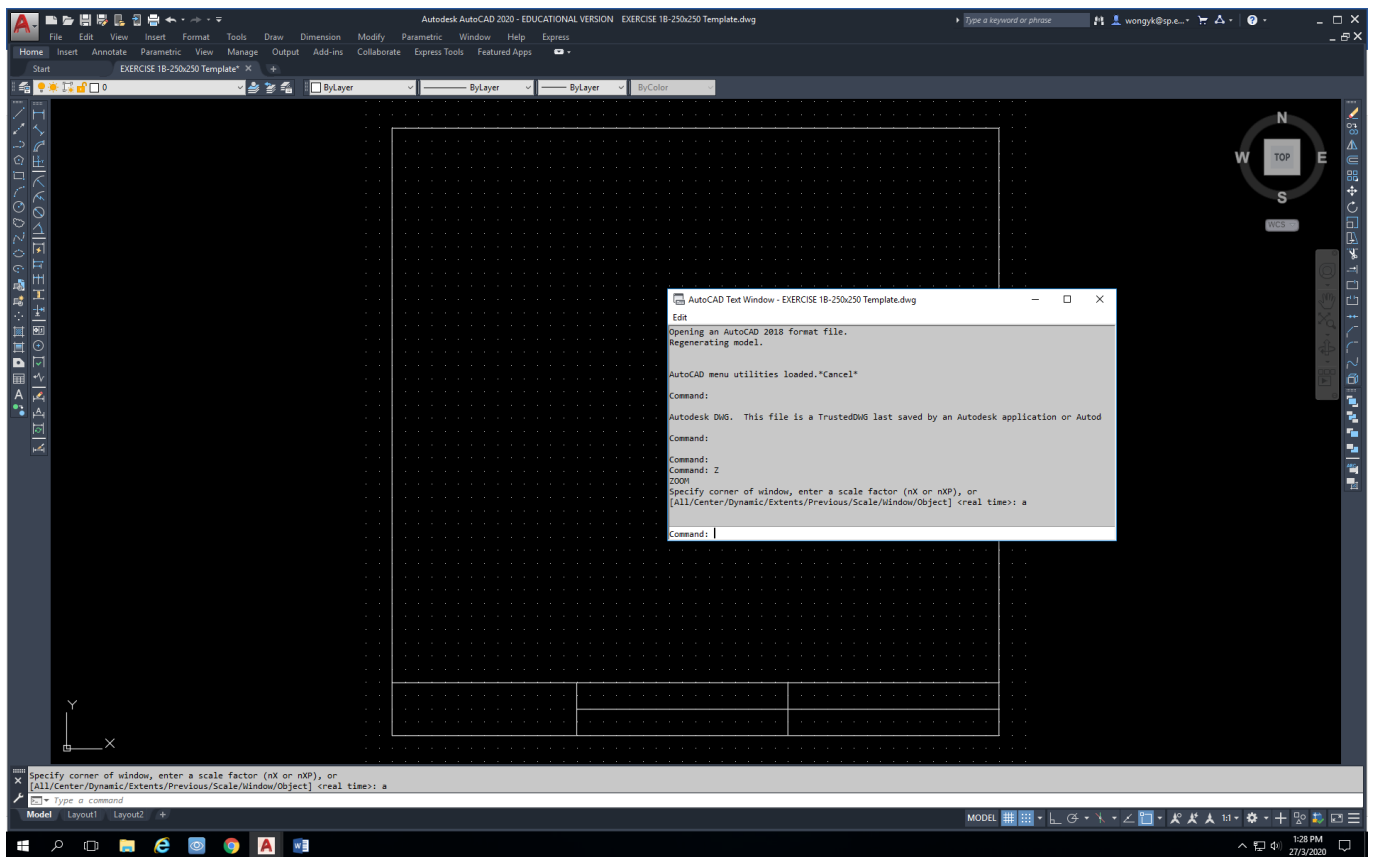 Autodesk AutoCAD 2020 - EDUCATIONAL VERSION EXERCISE 1B-250x250 Template.dwg
Type a keyword or phrase
wongyk@sp.e...
File Edit View Insert Format Tools Draw Dimension Modify Parametric Window Help Express
Home Insert Annotate Parametric View Manage Output Add-ins Collaborate Express Tools Featured Apps
Start EXERCISE 1B-250x250 Template*
0 ByLayer ByLayer ByLayer ByColor
N
W TOP E
S
WCS
AutoCAD Text Window - EXERCISE 1B-250x250 Template.dwg
Edit
Opening an AutoCAD 2018 format file.
Regenerating model.
AutoCAD menu utilities loaded.*Cancel*
Command:
Autodesk DWG. This file is a TrustedDWG last saved by an Autodesk application or Autod
Command:
Command:
Command: Z
ZOOM
Specify corner of window, enter a scale factor (nX or nXP), or
[All/Center/Dynamic/Extents/Previous/Scale/Window/Object] <real time>: a
Command:
Y
X
Specify corner of window, enter a scale factor (nX or nXP), or
[All/Center/Dynamic/Extents/Previous/Scale/Window/Object] <real time>: a
Type a command
Model Layout1 Layout2 +
MODEL 1:1
1:28 PM
27/3/2020